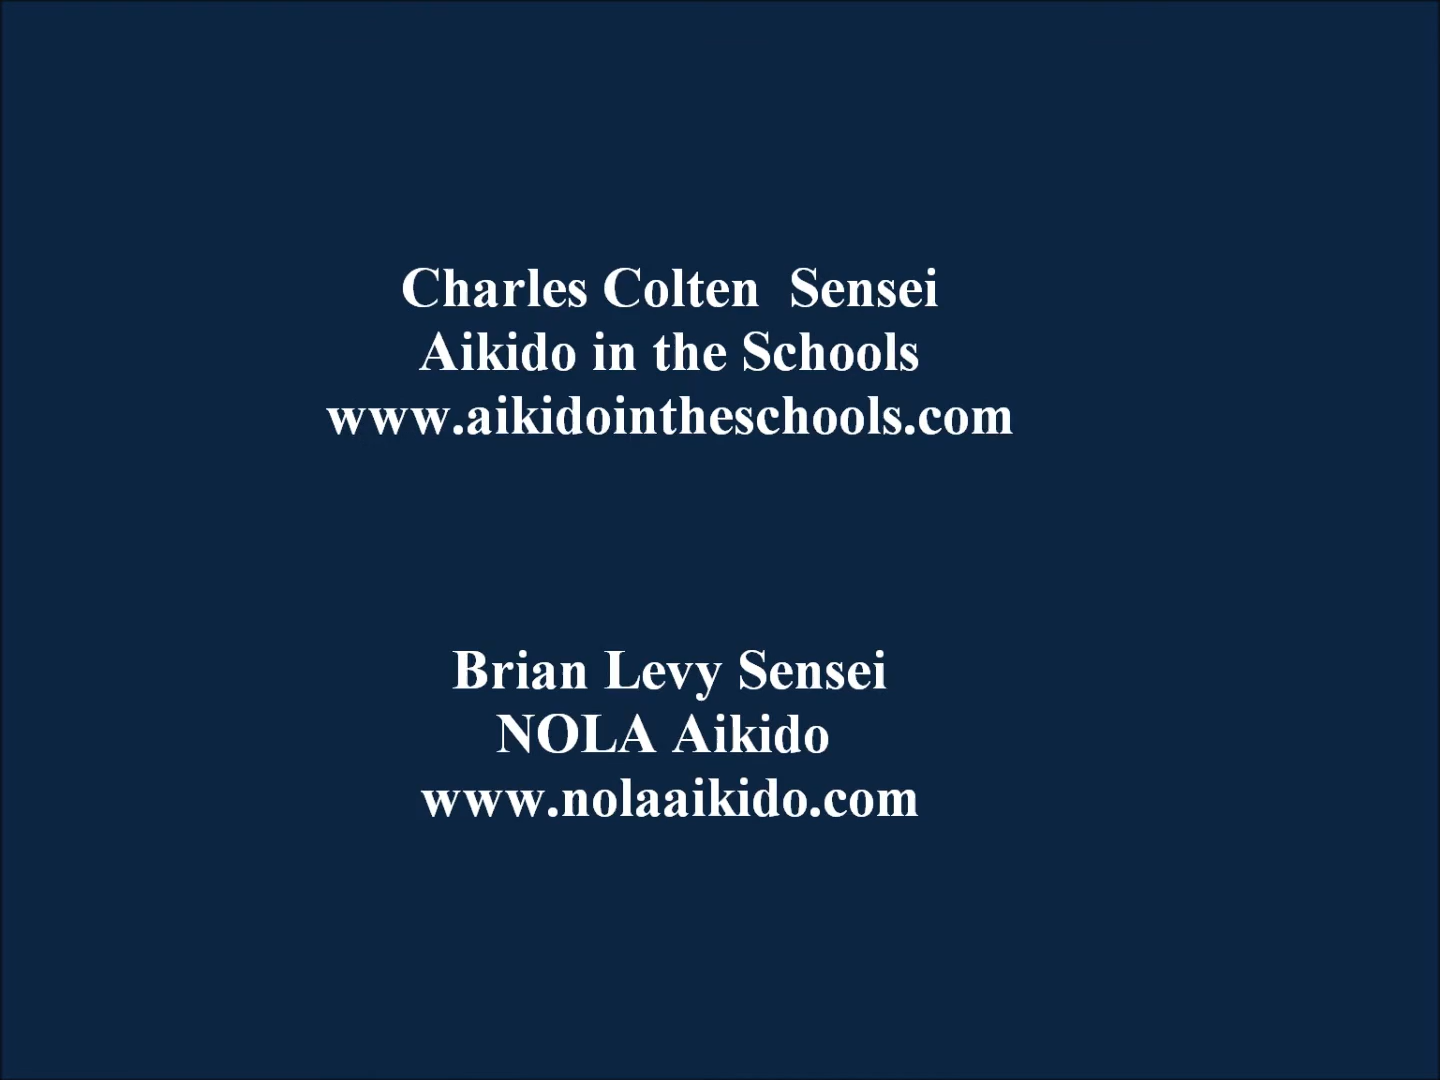 Charles Colten  Sensei
Aikido in the Schools
www.aikidointheschools.com
Brian Levy Sensei
NOLA Aikido
www.nolaaikido.com